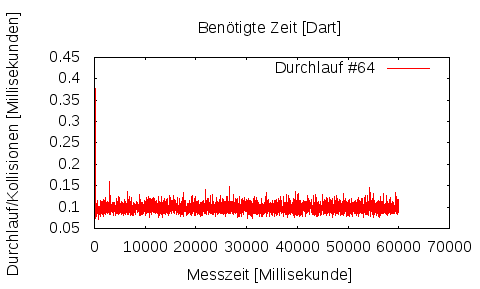 Benötigte Zeit [Dart]
Durchlauf/Kollisionen [Millisekunden]
Durchlauf #64
0.45
0.4
0.35
0.3
0.25
0.2
0.15
0.1
0.05
0 10000 20000 30000 40000 50000 60000 70000
Messzeit [Millisekunde]